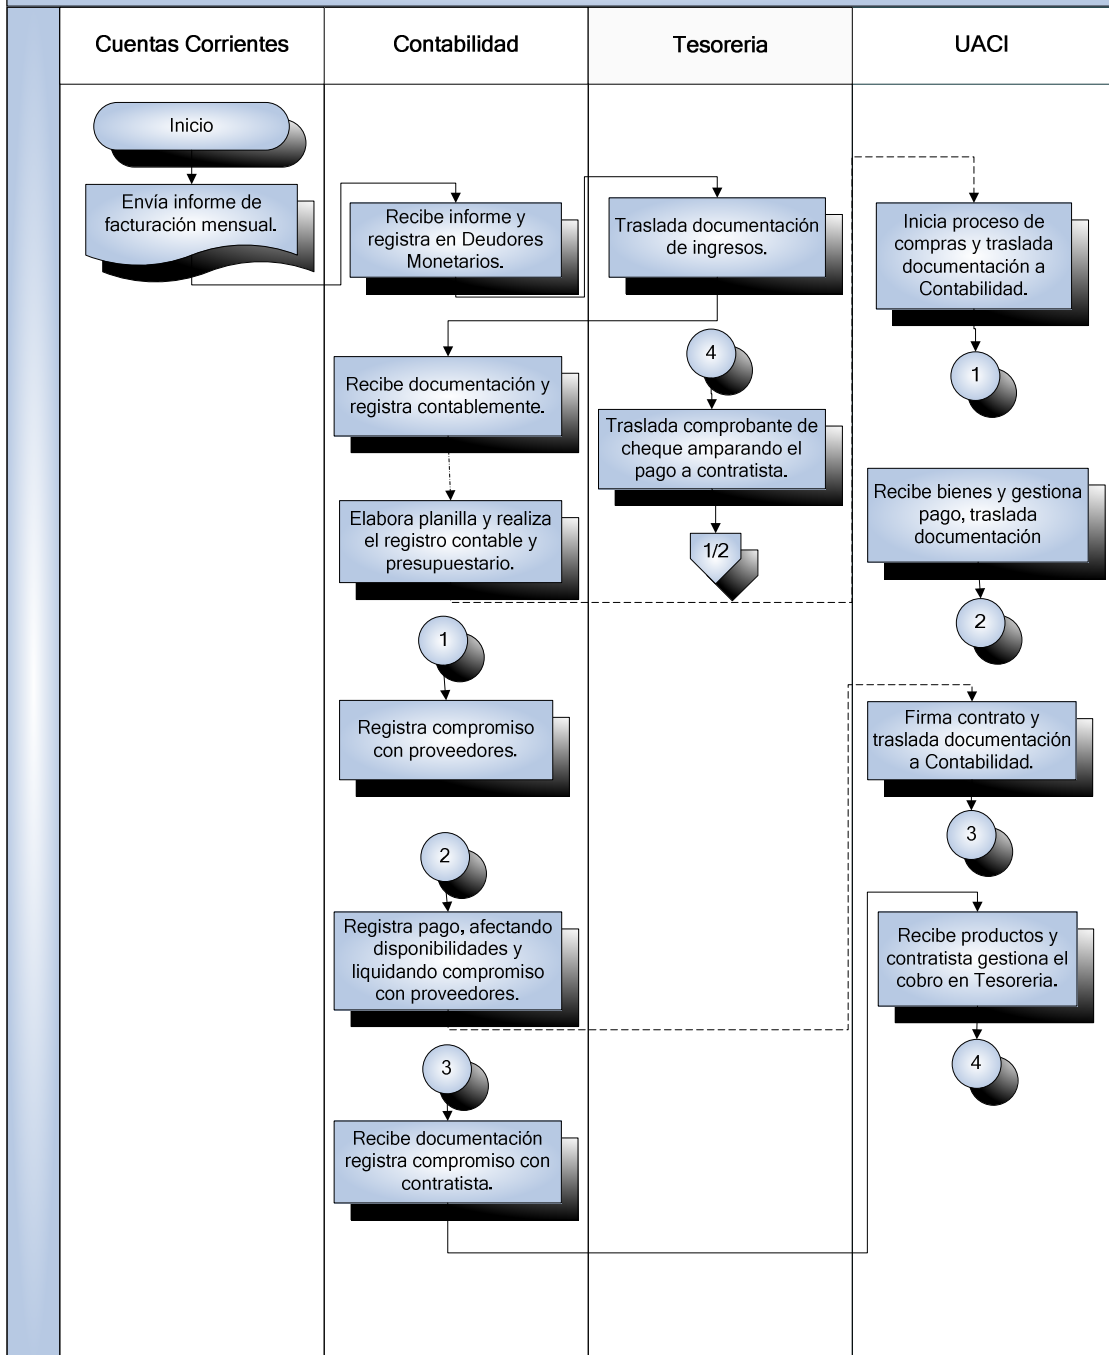 Cuentas Corrientes
Contabilidad
Tesoreria
UACI
Inicio
Envía informe de
facturación mensual.
Recibe informe y
registra en Deudores
Monetarios.
Traslada documentación
de ingresos.
Inicia proceso de
compras y traslada
documentación a
Contabilidad.
1
Recibe documentación y
registra contablemente.
4
Traslada comprobante de
cheque amparando el
pago a contratista.
1/2
Elabora planilla y realiza
el registro contable y
presupuestario.
Recibe bienes y gestiona
pago, traslada
documentación
2
1
Registra compromiso
con proveedores.
Firma contrato y
traslada documentación
a Contabilidad.
3
2
Registra pago, afectando
disponibilidades y
liquidando compromiso
con proveedores.
Recibe productos y
contratista gestiona el
cobro en Tesoreria.
4
3
Recibe documentación
registra compromiso con
contratista.